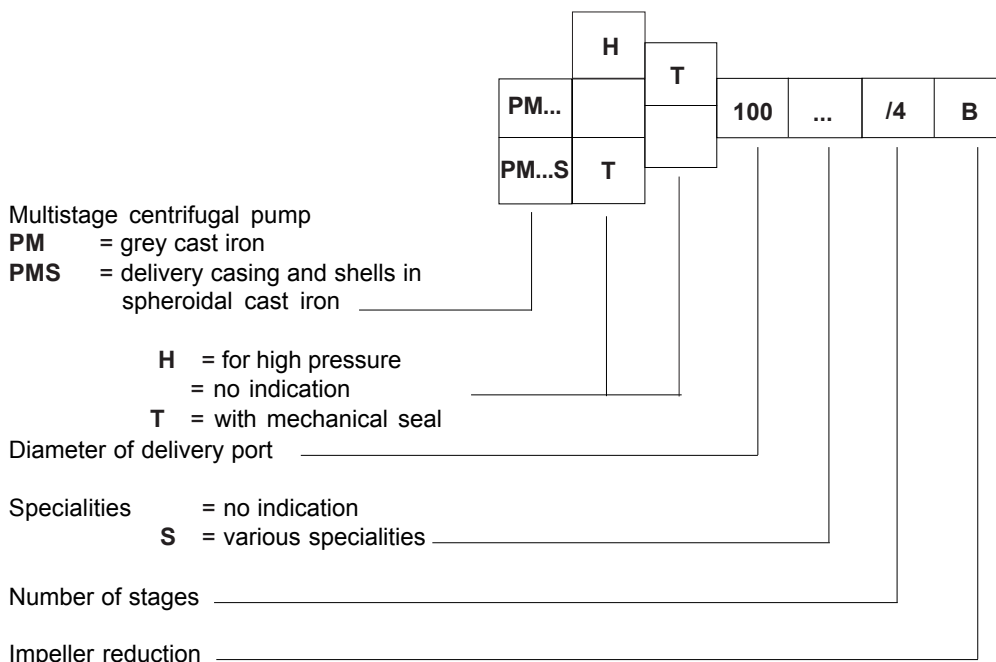 H
T
PM...
100 ... /4 B
PM...S T
Multistage centrifugal pump
PM = grey cast iron
PMS = delivery casing and shells in
spheroidal cast iron
H = for high pressure
= no indication
T = with mechanical seal
Diameter of delivery port
Specialities = no indication
S = various specialities
Number of stages
Impeller reduction